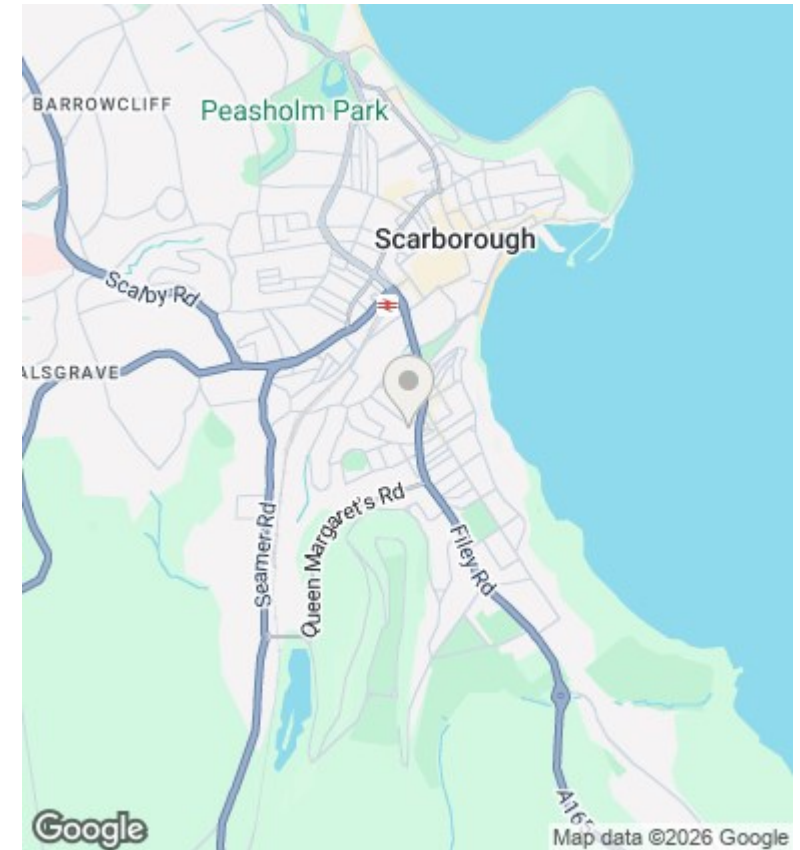 BARROWCLIFF
Peasholm Park
Scarborough
Scalby Rd
ALSGRAVE
Queen Margaret's Rd
Seamer Rd
Filey Rd
A165
Google
Map data ©2026 Google